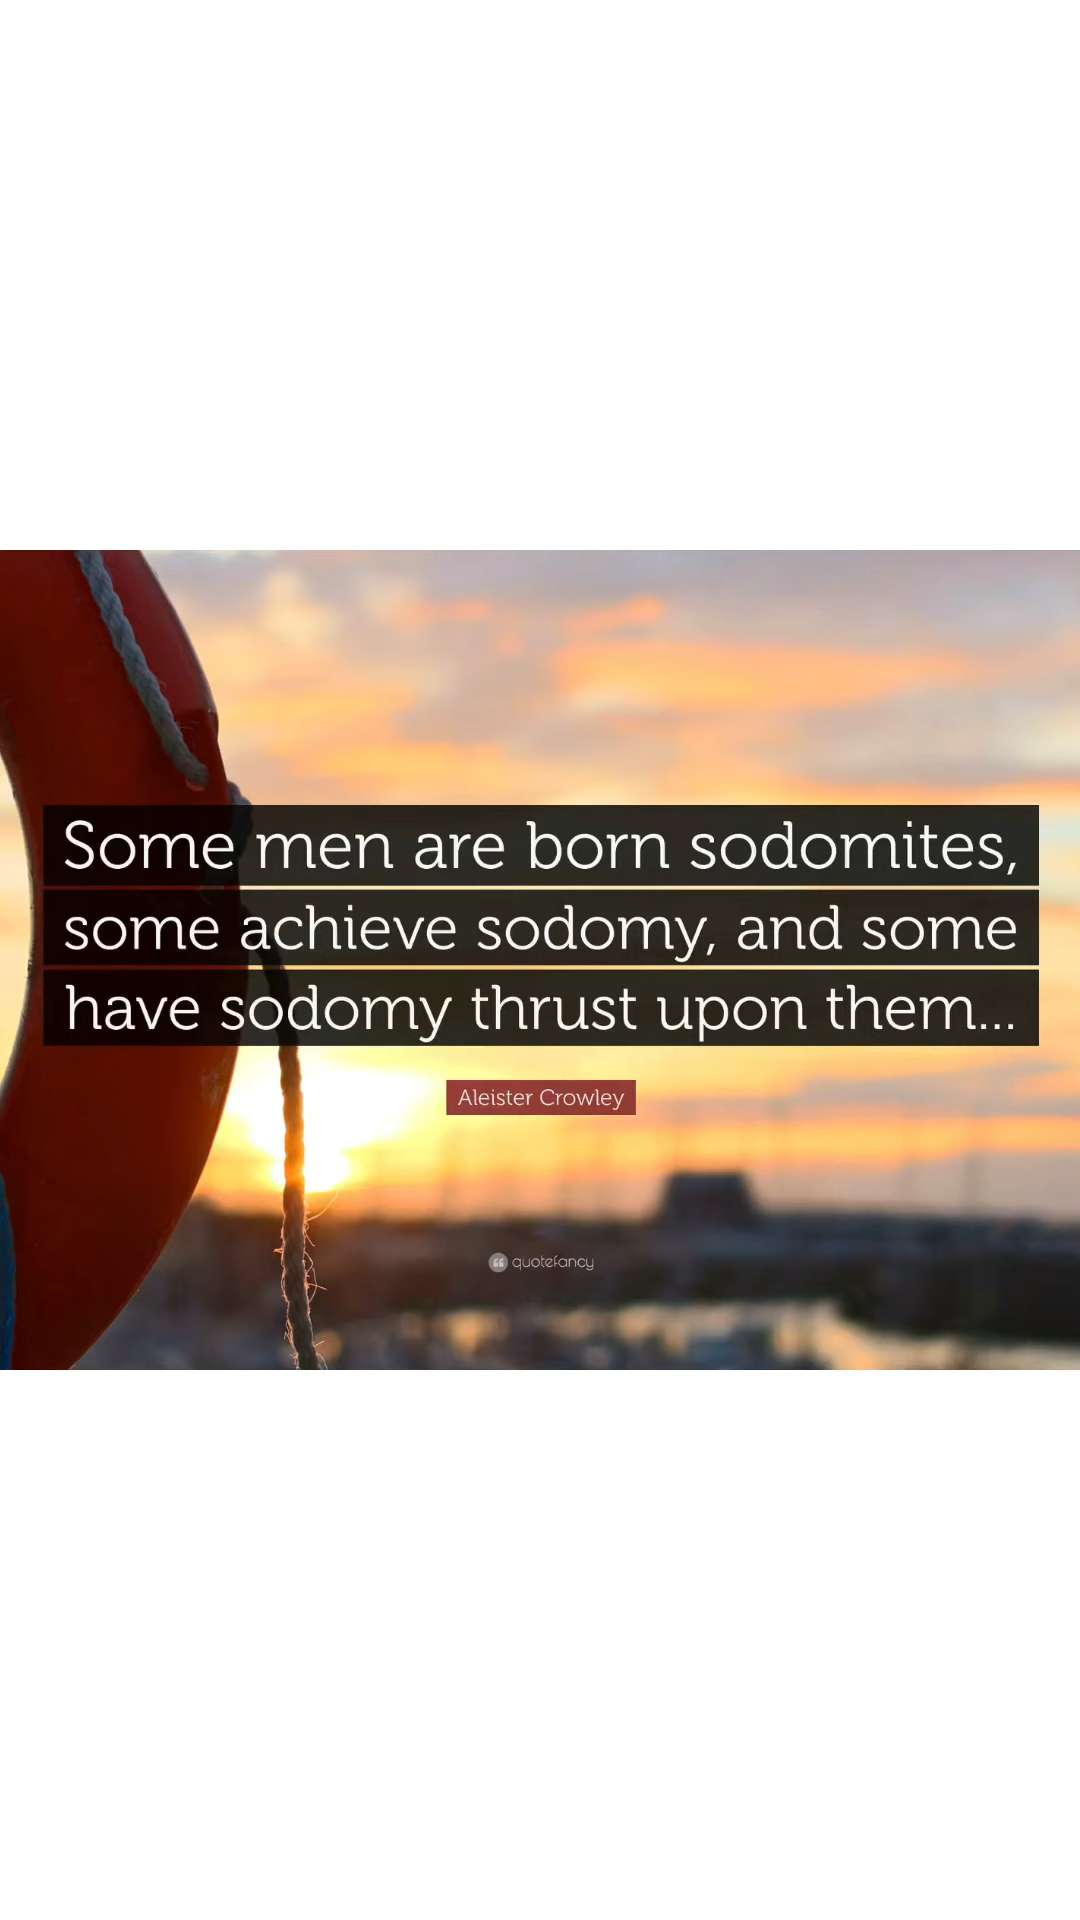 Some men are born sodomites,
some achieve sodomy, and some
have sodomy thrust upon them...
Aleister Crowley
quotefancy